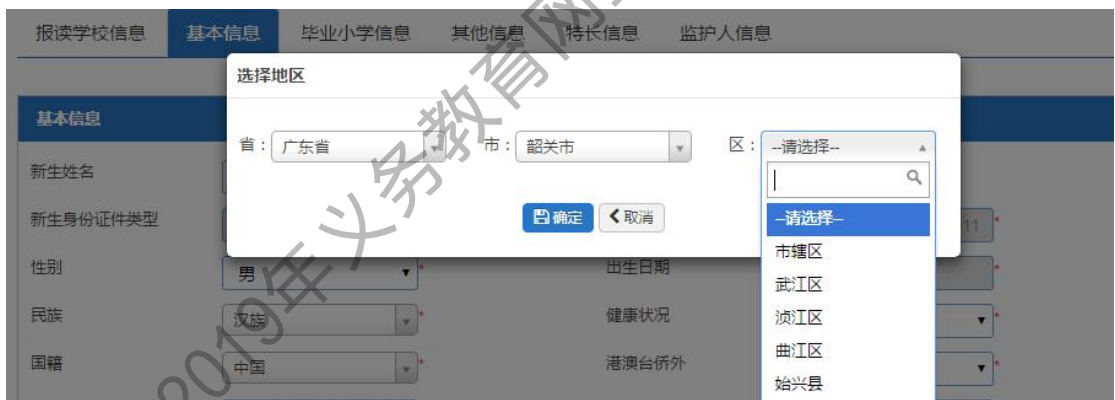 报读学校信息 基本信息 毕业小学信息 其他信息 特长信息 监护人信息
选择地区
基本信息
省： 广东省 市： 韶关市 区： --请选择--
新生姓名
确定 取消 --请选择--
新生身份证件类型 11 *
市辖区
性别 男 * 出生日期 *
武江区
民族 汉族 * 健康状况 浈江区 *
曲江区
国籍 中国 * 港澳台侨外 *
始兴县
2019年义务教育网